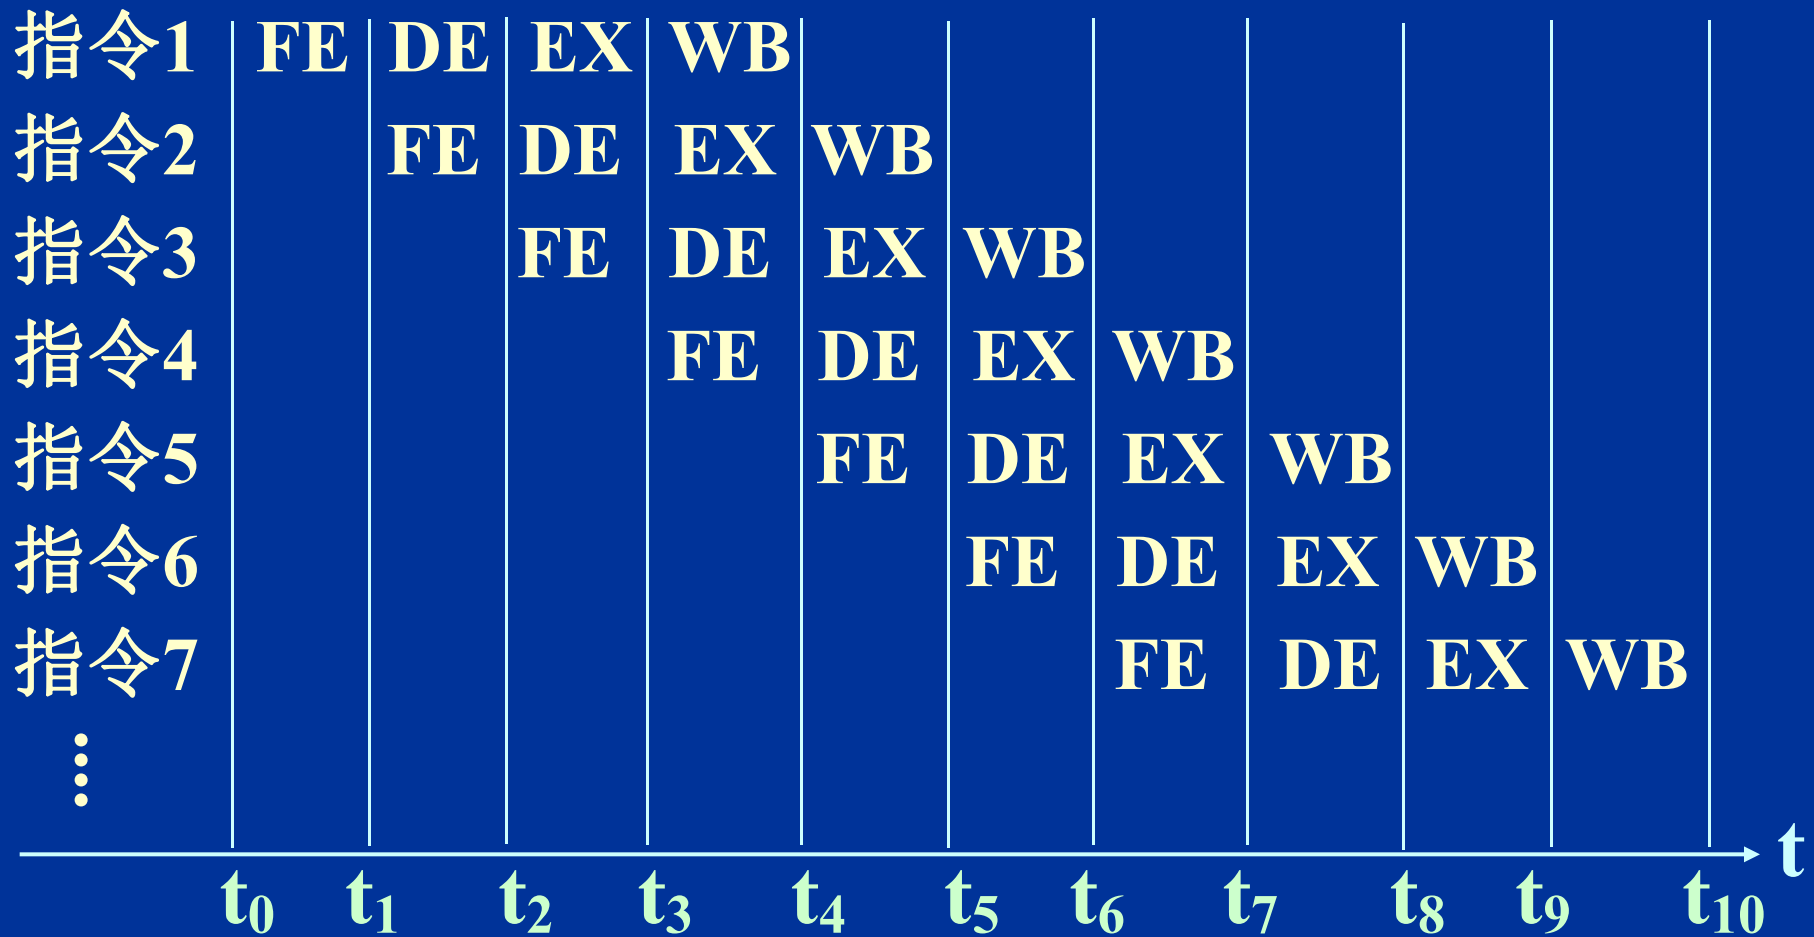 指令1 FE DE EX WB
指令2 FE DE EX WB
指令3 FE DE EX WB
指令4 FE DE EX WB
指令5 FE DE EX WB
指令6 FE DE EX WB
指令7 FE DE EX WB
t
t0 t1 t2 t3 t4 t5 t6 t7 t8 t9 t10